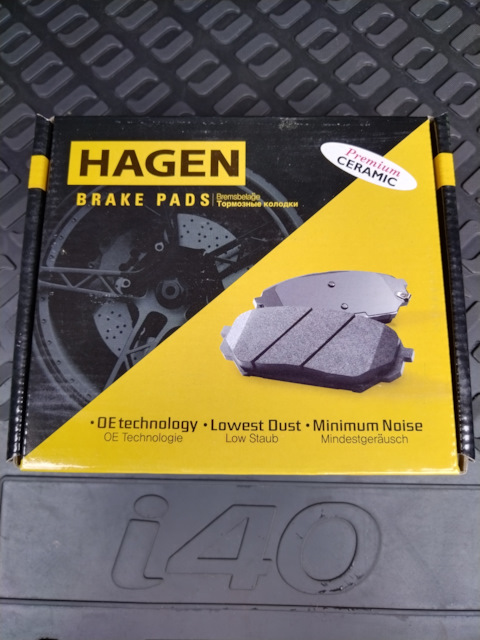 HAGEN
Premium
CERAMIC
BRAKE PADS
Bremsbeläge
Тормозные колодки
•OE technology •Lowest Dust •Minimum Noise
OE Technologie Low Staub Mindestgeräusch
i40